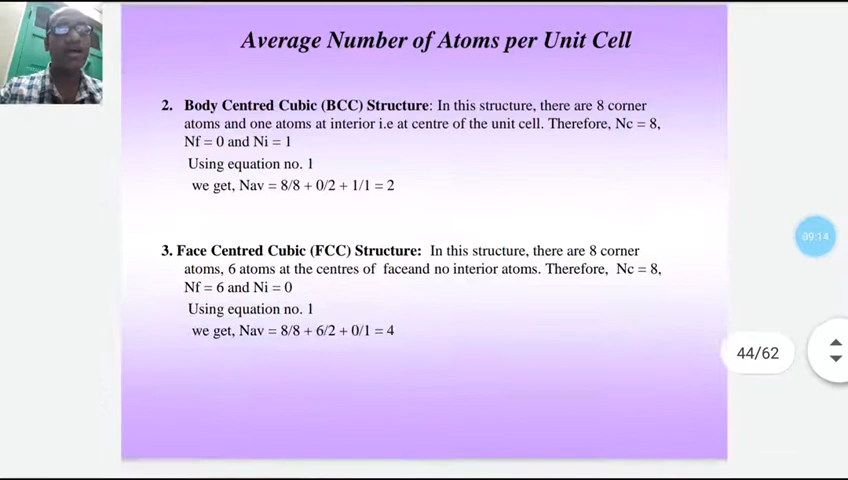 Average Number of Atoms per Unit Cell
2. Body Centred Cubic (BCC) Structure: In this structure, there are 8 corner
atoms and one atoms at interior i.e at centre of the unit cell. Therefore, Nc = 8,
Nf = 0 and Ni = 1
Using equation no. 1
we get, Nav = 8/8 + 0/2 + 1/1 = 2
3. Face Centred Cubic (FCC) Structure: In this structure, there are 8 corner
atoms, 6 atoms at the centres of faceand no interior atoms. Therefore, Nc = 8,
Nf = 6 and Ni = 0
Using equation no. 1
we get, Nav = 8/8 + 6/2 + 0/1 = 4
09:14
44/62